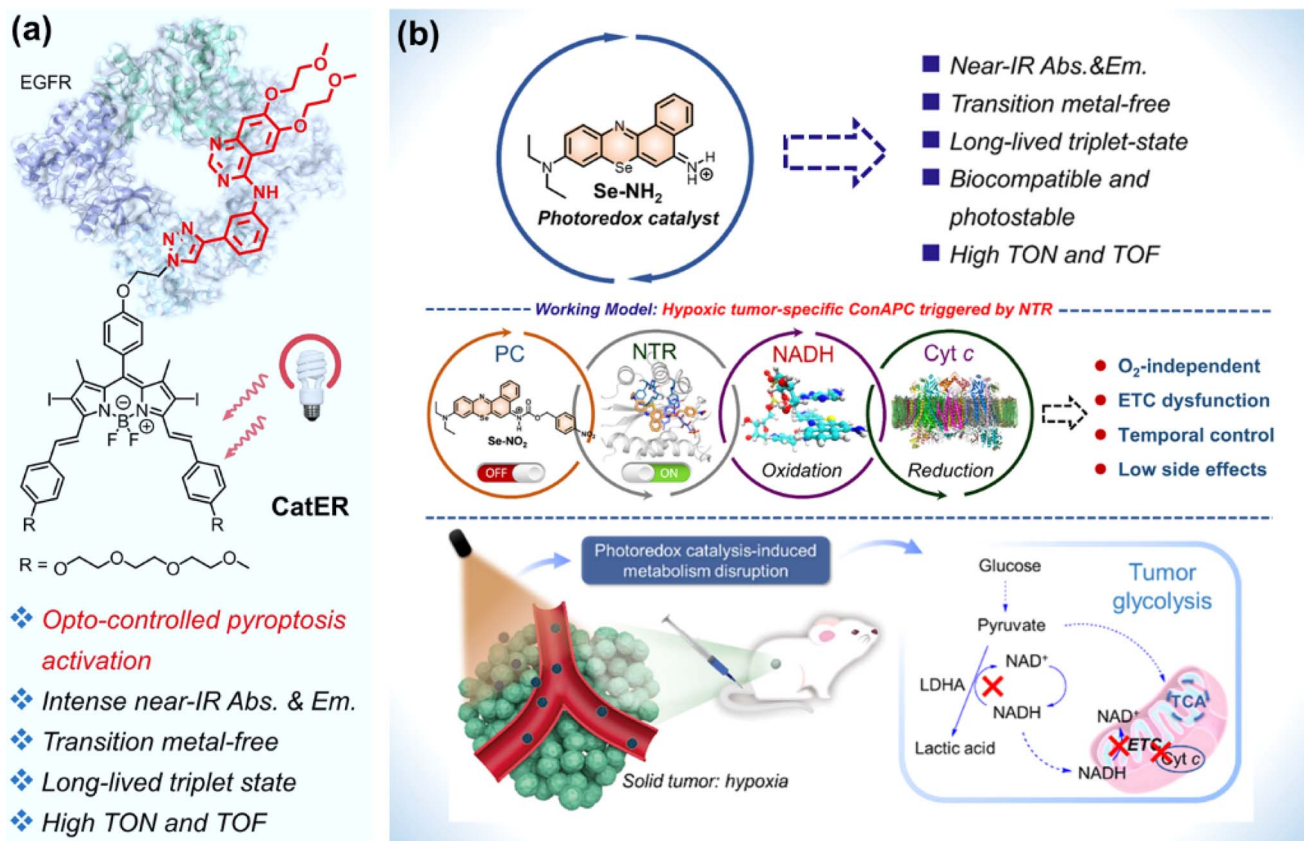 (a)
EGFR
O
O
O
O
N
N
NH
N
N
N
O
I
I
N
N
B
F
F
R
R
CatER
R = O
O
O
O
Opto-controlled pyroptosis
activation
Intense near-IR Abs. & Em.
Transition metal-free
Long-lived triplet state
High TON and TOF
(b)
N
N
Se
N
H
H
Se-NH₂
Photoredox catalyst
Near-IR Abs.&Em.
Transition metal-free
Long-lived triplet-state
Biocompatible and
photostable
High TON and TOF
Working Model: Hypoxic tumor-specific ConAPC triggered by NTR
PC
Se-NO₂
OFF
NTR
ON
NADH
Oxidation
Cyt c
Reduction
O₂-independent
ETC dysfunction
Temporal control
Low side effects
Photoredox catalysis-induced
metabolism disruption
Solid tumor: hypoxia
Tumor
glycolysis
Glucose
Pyruvate
NAD⁺
LDHA
NADH
Lactic acid
TCA
NAD⁺
ETC
Cyt c
NADH